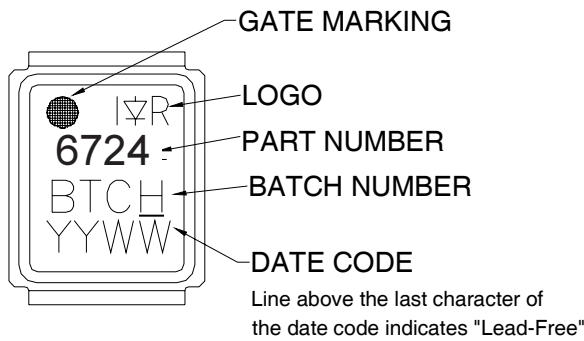 GATE MARKING
I R
LOGO
6724
PART NUMBER
BTCH
BATCH NUMBER
YYWW
DATE CODE
Line above the last character of
the date code indicates "Lead-Free"